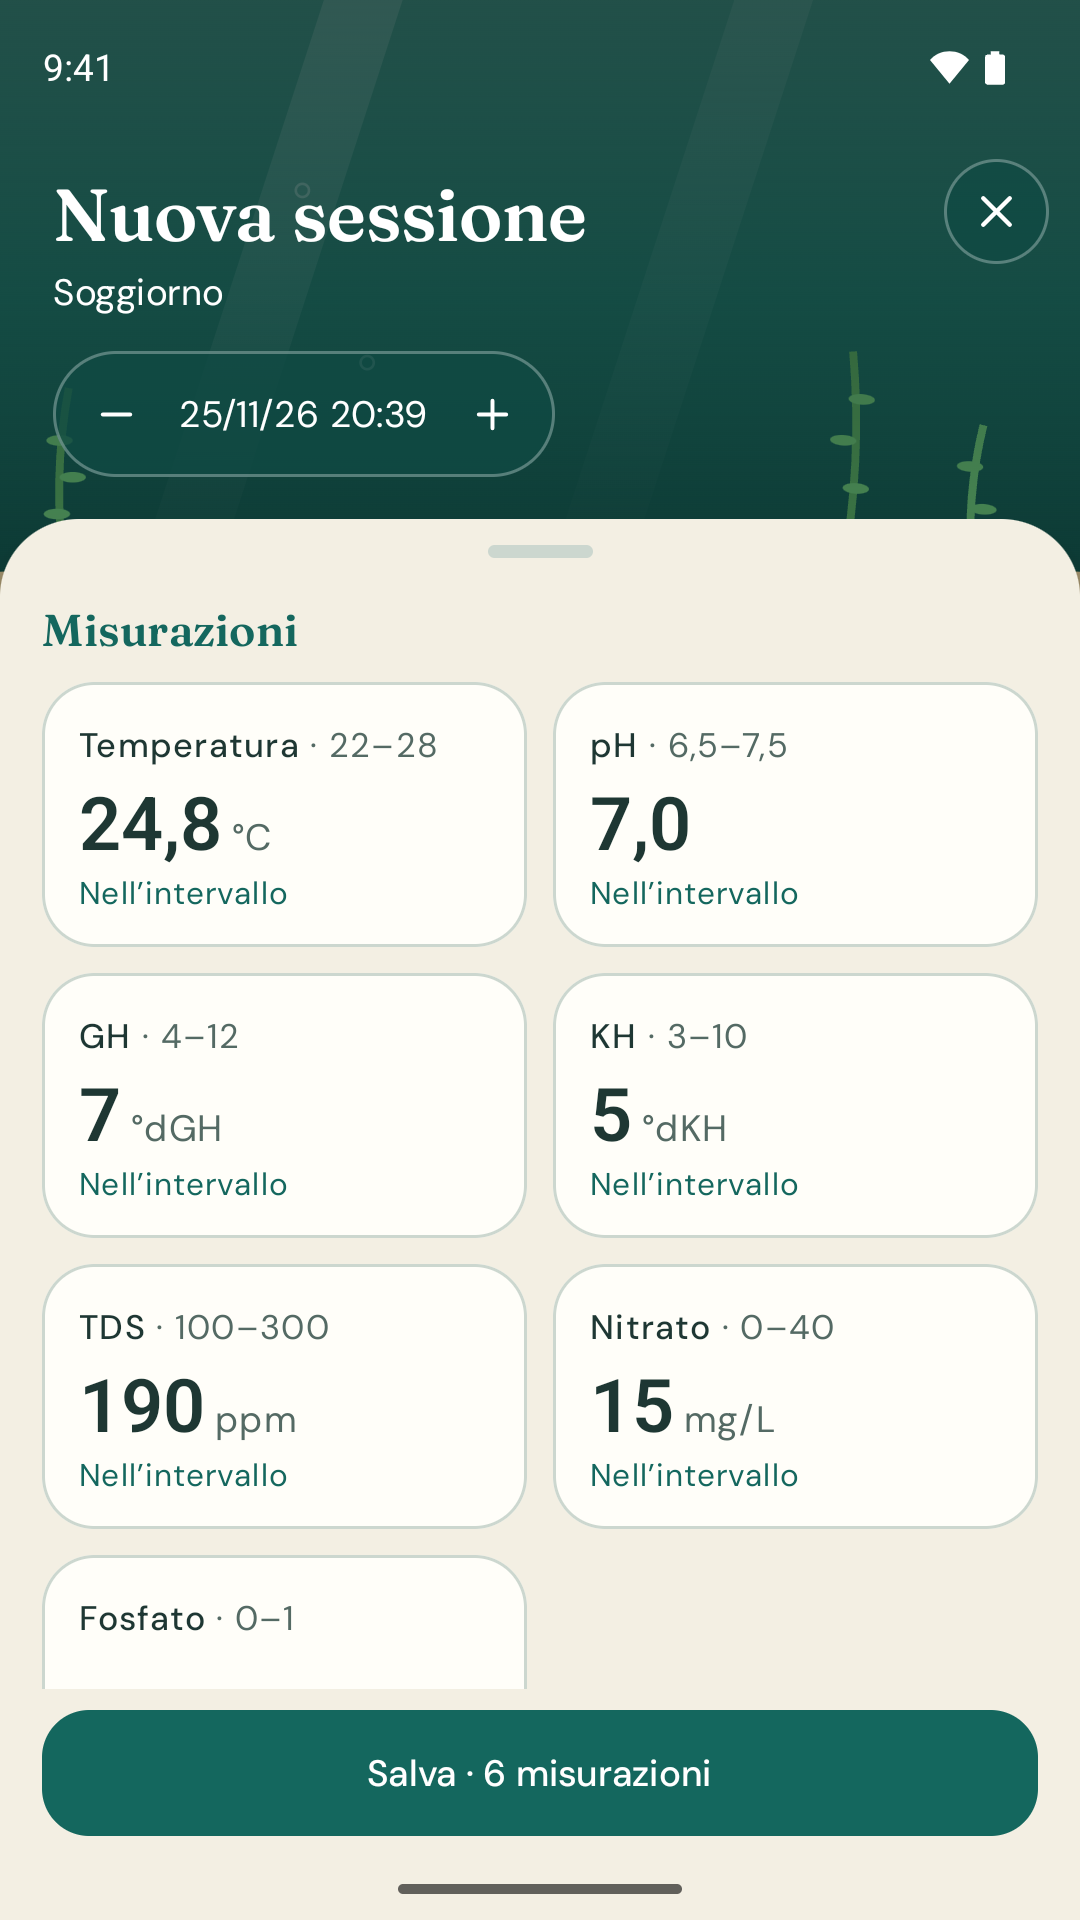 9:41
Nuova sessione
Soggiorno
25/11/26 20:39
Misurazioni
Temperatura · 22–28
24,8 °C
Nell’intervallo
pH · 6,5–7,5
7,0
Nell’intervallo
GH · 4–12
7 °dGH
Nell’intervallo
KH · 3–10
5 °dKH
Nell’intervallo
TDS · 100–300
190 ppm
Nell’intervallo
Nitrato · 0–40
15 mg/L
Nell’intervallo
Fosfato · 0–1
Salva · 6 misurazioni